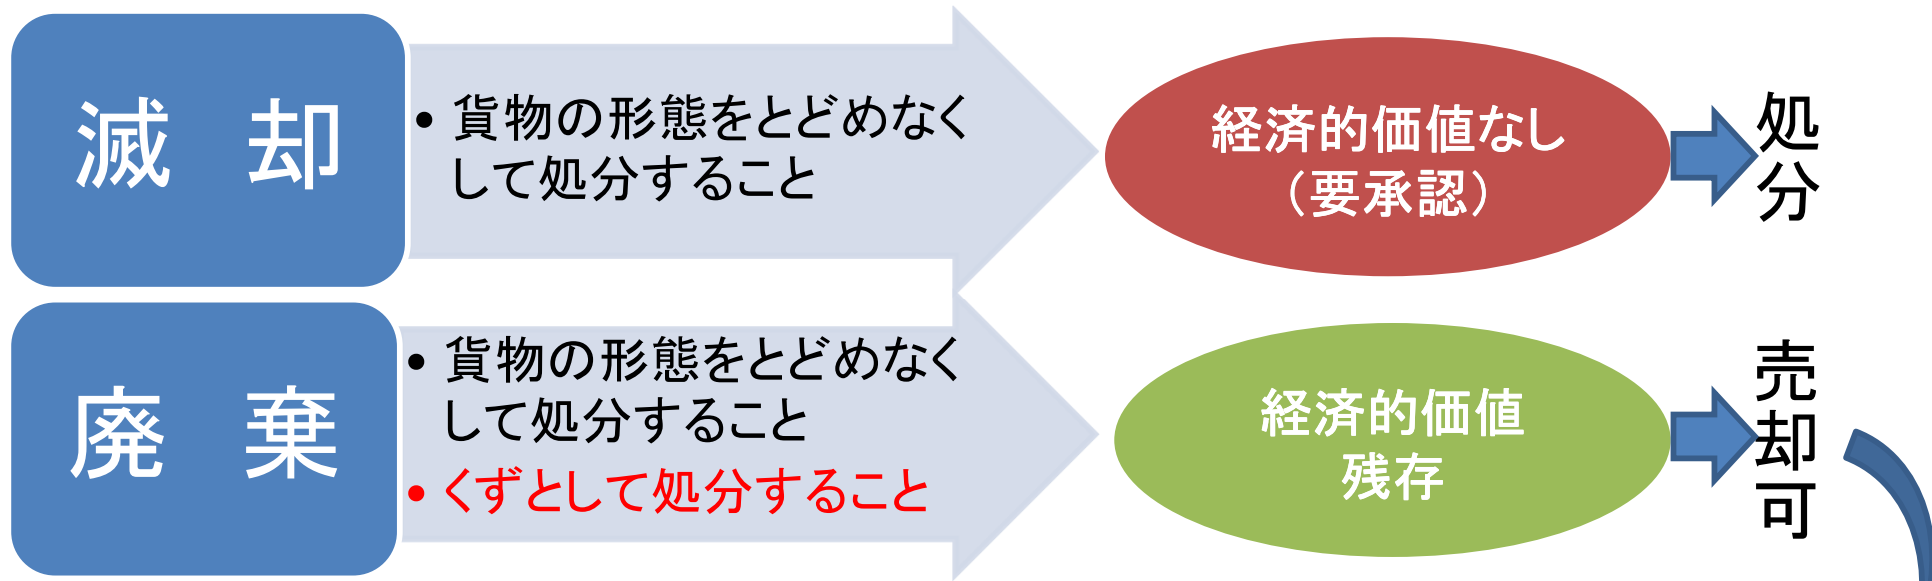 滅　却
• 貨物の形態をとどめなく
して処分すること
経済的価値なし
（要承認）
処分
廃　棄
• 貨物の形態をとどめなく
して処分すること
• くずとして処分すること
経済的価値
残存
売却可